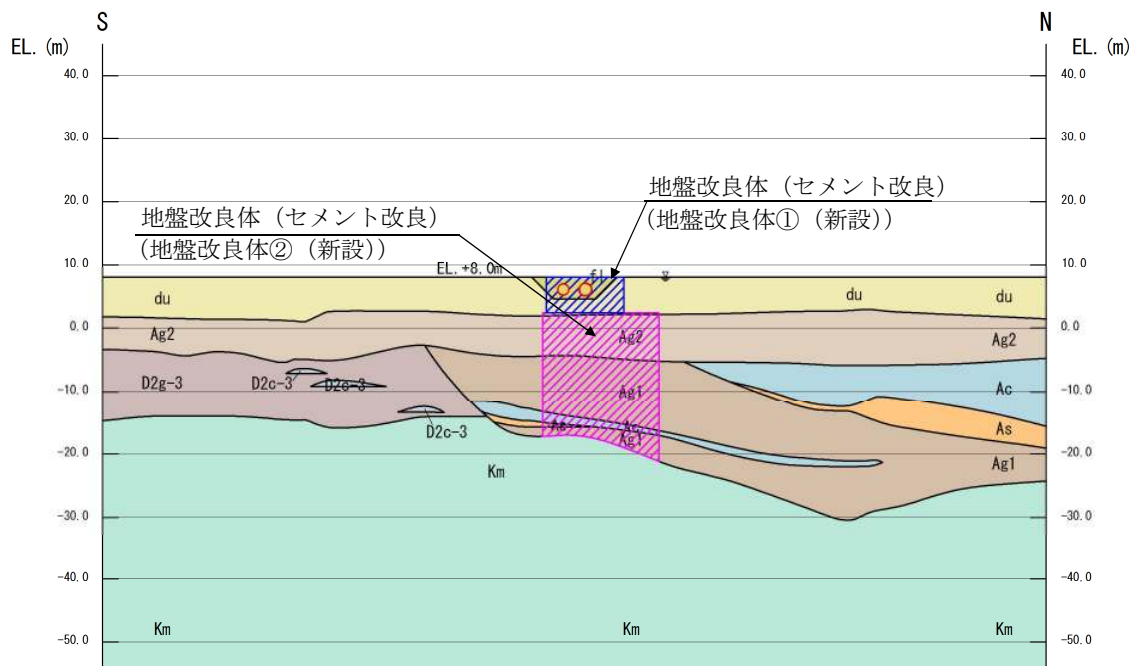 S
N
EL. (m)
EL. (m)
40.0
40.0
30.0
30.0
20.0
20.0
10.0
10.0
0.0
0.0
-10.0
-10.0
-20.0
-20.0
-30.0
-30.0
-40.0
-40.0
-50.0
-50.0
地盤改良体（セメント改良）
(地盤改良体①（新設))
地盤改良体（セメント改良）
(地盤改良体②（新設))
EL.+8.0m
du
du
du
Ag2
Ag2
Ag2
D2g-3
D2c-3
D2c-3
D2c-3
Ag1
Ac
As
Ag1
Ag1
Km
Km
Km
Km